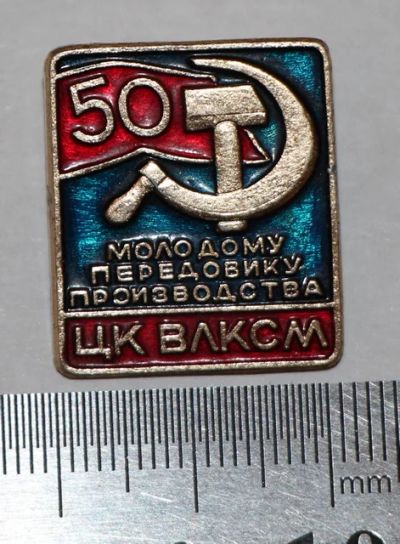 50
МОЛОДОМУ
ПЕРЕДОВИКУ
ПРОИЗВОДСТВА
ЦК ВЛКСМ
mm